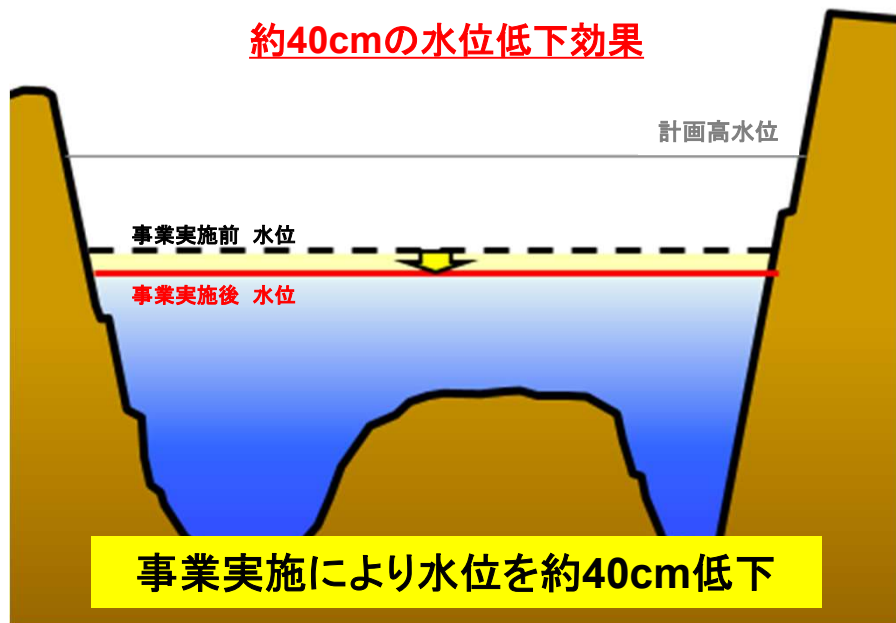 約40cmの水位低下効果
計画高水位
事業実施前 水位
事業実施後 水位
事業実施により水位を約40cm低下